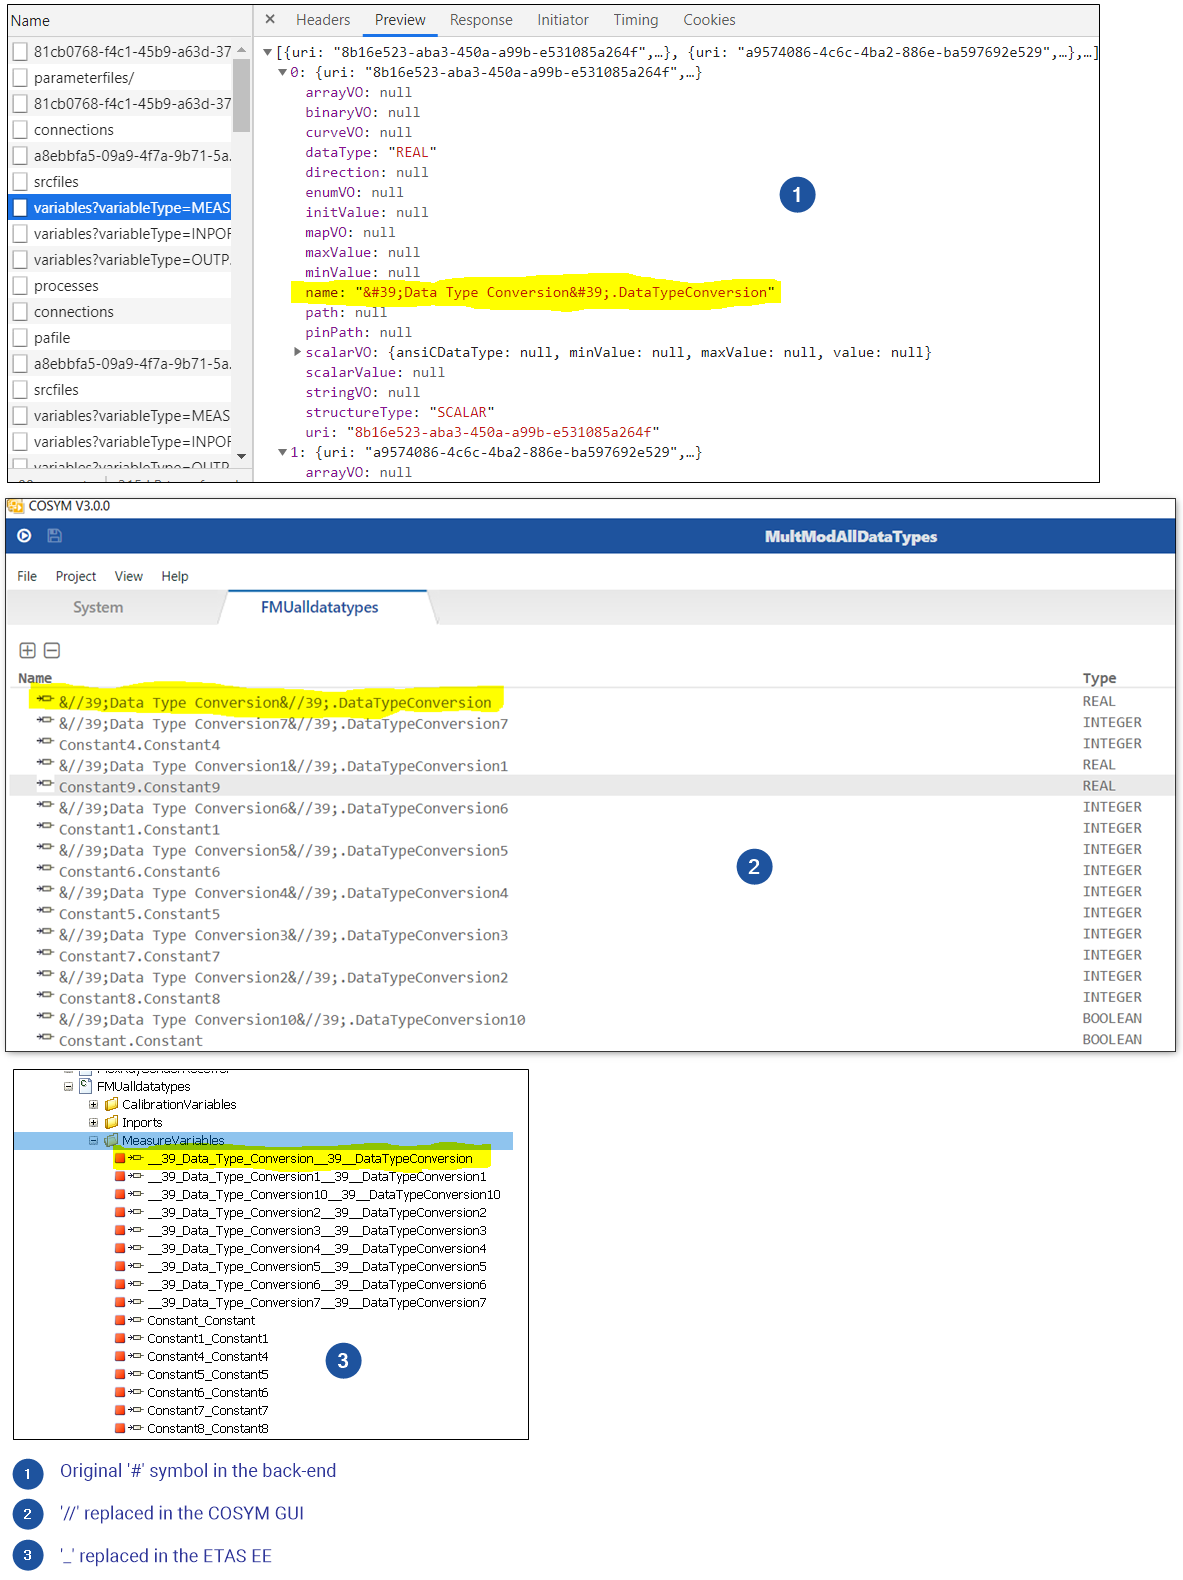 Name
× Headers Preview Response Initiator Timing Cookies
81cb0768-f4c1-45b9-a63d-37
parameterfiles/
81cb0768-f4c1-45b9-a63d-37
connections
a8ebbfa5-09a9-4f7a-9b71-5a.
srcfiles
variables?variableType=MEAS
variables?variableType=INPOF
variables?variableType=OUTP.
processes
connections
pafile
a8ebbfa5-09a9-4f7a-9b71-5a.
srcfiles
variables?variableType=MEAS
variables?variableType=INPOF
variables?variableType=OUTP
[{uri: "8b16e523-aba3-450a-a99b-e531085a264f",…}, {uri: "a9574086-4c6c-4ba2-886e-ba597692e529",…},…]
0: {uri: "8b16e523-aba3-450a-a99b-e531085a264f",…}
arrayVO: null
binaryVO: null
curveVO: null
dataType: "REAL"
direction: null
enumVO: null
initValue: null
mapVO: null
maxValue: null
minValue: null
name: "&#39;Data Type Conversion&#39;.DataTypeConversion"
path: null
pinPath: null
scalarVO: {ansiCDataType: null, minValue: null, maxValue: null, value: null}
scalarValue: null
stringVO: null
structureType: "SCALAR"
uri: "8b16e523-aba3-450a-a99b-e531085a264f"
1: {uri: "a9574086-4c6c-4ba2-886e-ba597692e529",…}
arrayVO: null
1
COSYM V3.0.0
MultModAllDataTypes
File Project View Help
System FMUalldatatypes
Name Type
&//39;Data Type Conversion&//39;.DataTypeConversion REAL
&//39;Data Type Conversion7&//39;.DataTypeConversion7 INTEGER
Constant4.Constant4 INTEGER
&//39;Data Type Conversion1&//39;.DataTypeConversion1 REAL
Constant9.Constant9 REAL
&//39;Data Type Conversion6&//39;.DataTypeConversion6 INTEGER
Constant1.Constant1 INTEGER
&//39;Data Type Conversion5&//39;.DataTypeConversion5 INTEGER
Constant6.Constant6 INTEGER
&//39;Data Type Conversion4&//39;.DataTypeConversion4 INTEGER
Constant5.Constant5 INTEGER
&//39;Data Type Conversion3&//39;.DataTypeConversion3 INTEGER
Constant7.Constant7 INTEGER
&//39;Data Type Conversion2&//39;.DataTypeConversion2 INTEGER
Constant8.Constant8 INTEGER
&//39;Data Type Conversion10&//39;.DataTypeConversion10 BOOLEAN
Constant.Constant BOOLEAN
2
FMUalldatatypes
CalibrationVariables
Inports
MeasureVariables
__39_Data_Type_Conversion__39__DataTypeConversion
__39_Data_Type_Conversion1__39__DataTypeConversion1
__39_Data_Type_Conversion10__39__DataTypeConversion10
__39_Data_Type_Conversion2__39__DataTypeConversion2
__39_Data_Type_Conversion3__39__DataTypeConversion3
__39_Data_Type_Conversion4__39__DataTypeConversion4
__39_Data_Type_Conversion5__39__DataTypeConversion5
__39_Data_Type_Conversion6__39__DataTypeConversion6
__39_Data_Type_Conversion7__39__DataTypeConversion7
Constant_Constant
Constant1_Constant1
Constant4_Constant4
Constant5_Constant5
Constant6_Constant6
Constant7_Constant7
Constant8_Constant8
3
1 Original '#' symbol in the back-end
2 '//' replaced in the COSYM GUI
3 '_' replaced in the ETAS EE